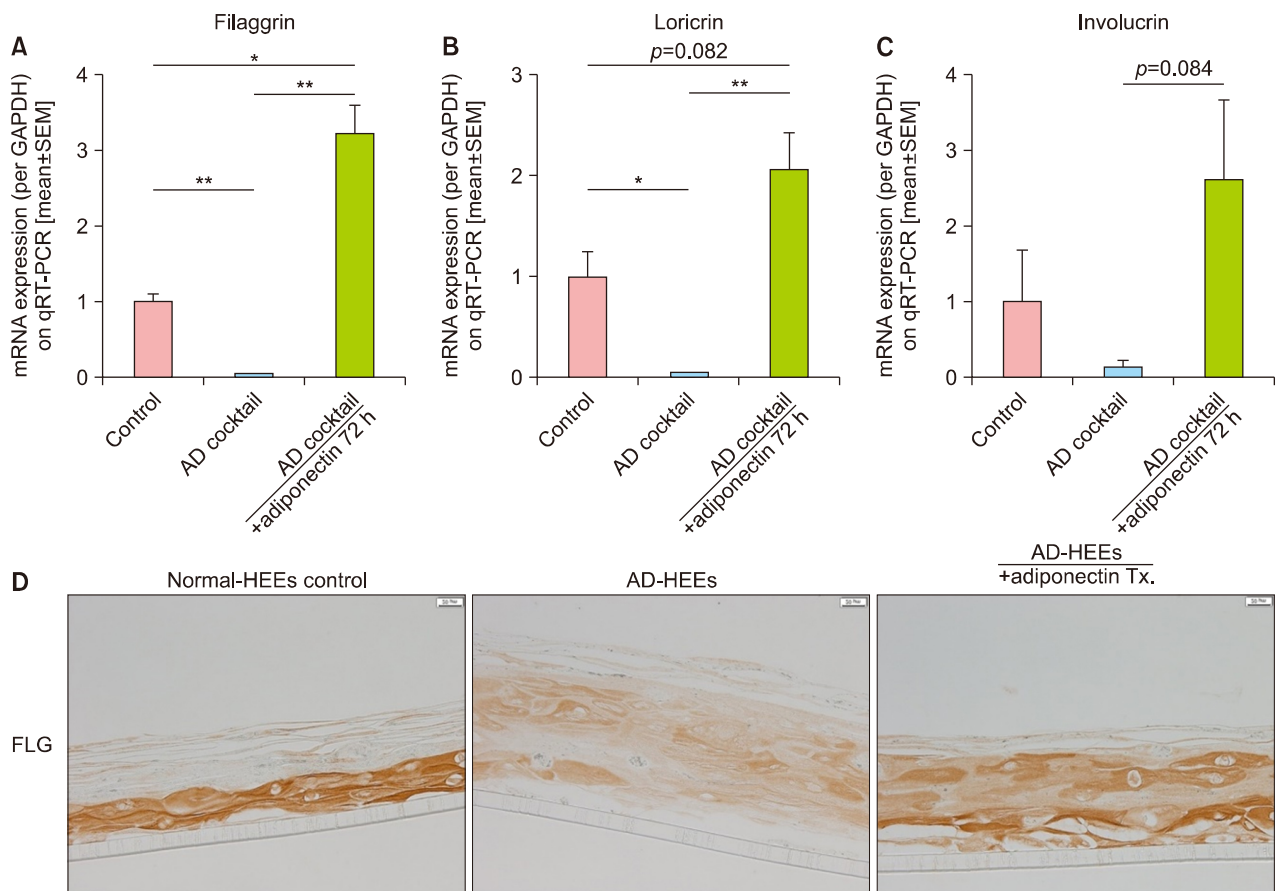 Filaggrin
Loricrin
Involucrin
A
B
C
mRNA expression (per GAPDH)
on qRT-PCR [mean±SEM]
4
3
2
1
0
*
**
**
Control
AD cocktail
AD cocktail
+adiponectin 72 h
mRNA expression (per GAPDH)
on qRT-PCR [mean±SEM]
3
2
1
0
p=0.082
**
*
Control
AD cocktail
AD cocktail
+adiponectin 72 h
mRNA expression (per GAPDH)
on qRT-PCR [mean±SEM]
4
3
2
1
0
p=0.084
Control
AD cocktail
AD cocktail
+adiponectin 72 h
D
Normal-HEEs control
AD-HEEs
AD-HEEs
+adiponectin Tx.
FLG